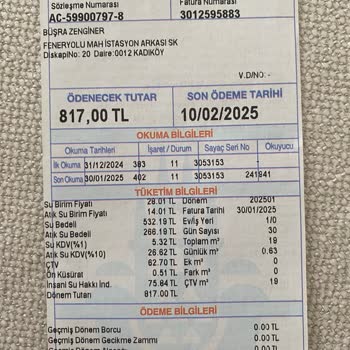 Sözleşme Numarası Fatura Numarası
AC-59900797-8 3012595883
BÜŞRA ZENGİNER
FENERYOLU MAH İSTASYON ARKASI SK
DiskapiNo: 20 Daire:0012 KADIKÖY
V.D/NO: -
ÖDENECEK TUTAR SON ÖDEME TARİHİ
817,00 TL 10/02/2025
OKUMA BİLGİLERİ
Okuma Tarihleri İşaret / Durum Sayaç Seri No Okuyucu
İlk Okuma 31/12/2024 383 11 3053153 -
Son Okuma 30/01/2025 402 11 3053153 241941
TÜKETİM BİLGİLERİ
Su Birim Fiyatı 28.01 TL Dönem 202501
Atık Su Birim Fiyatı 14.01 TL Fatura Tarihi 30/01/2025
Su Bedeli 532.19 TL Ev/İş Yeri 1/0
Atık Su Bedeli 266.19 TL Gün Sayısı 30
Su KDV(%1) 5.32 TL Toplam m³ 19
Atık Su KDV(%10) 26.62 TL Günlük m³ 0.63
ÇTV 62.70 TL Ek m³ 0
Ön Küsürat 0.51 TL Fark m³ 0
İnsani Su Hakkı İnd. 75.84 TL ÇTV m³ 19
Dönem Tutarı 817.00 TL
ÖDEME BİLGİLERİ
Geçmiş Dönem Borcu 0.00 TL
Geçmiş Dönem Gecikme Zammı 0.00 TL
0.00 TL